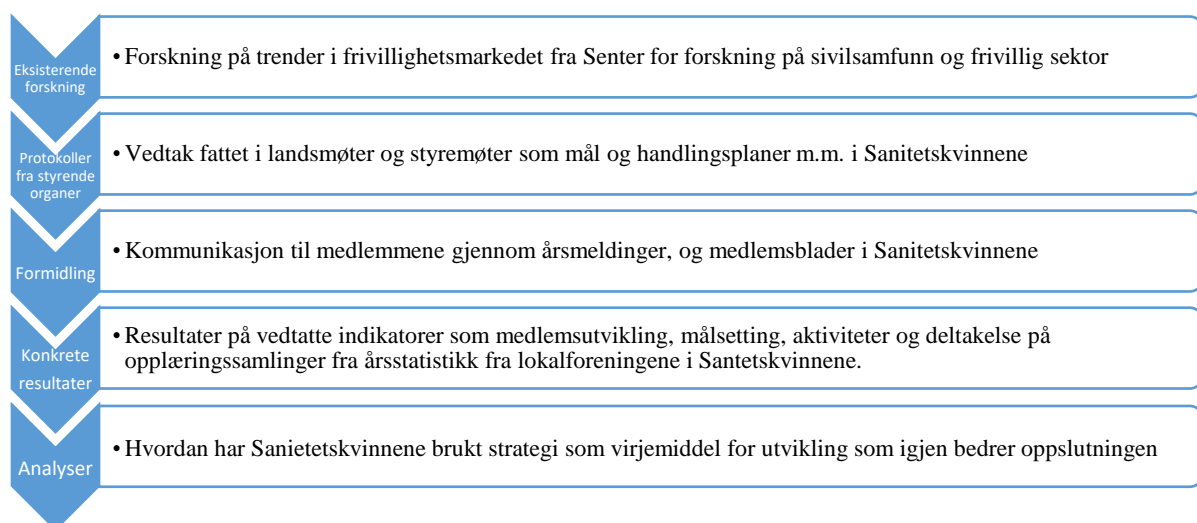 Eksisterende
forskning
• Forskning på trender i frivillighetsmarkedet fra Senter for forskning på sivilsamfunn og frivillig sektor
Protokoller
fra styrende
organer
• Vedtak fattet i landsmøter og styremøter som mål og handlingsplaner m.m. i Sanitetskvinnene
Formidling
• Kommunikasjon til medlemmene gjennom årsmeldinger, og medlemsblader i Sanitetskvinnene
Konkrete
resultater
• Resultater på vedtatte indikatorer som medlemsutvikling, målsetting, aktiviteter og deltakelse på
opplæringssamlinger fra årsstatistikk fra lokalforeningene i Santetskvinnene.
Analyser
• Hvordan har Sanietetskvinnene brukt strategi som virjemiddel for utvikling som igjen bedrer oppslutningen